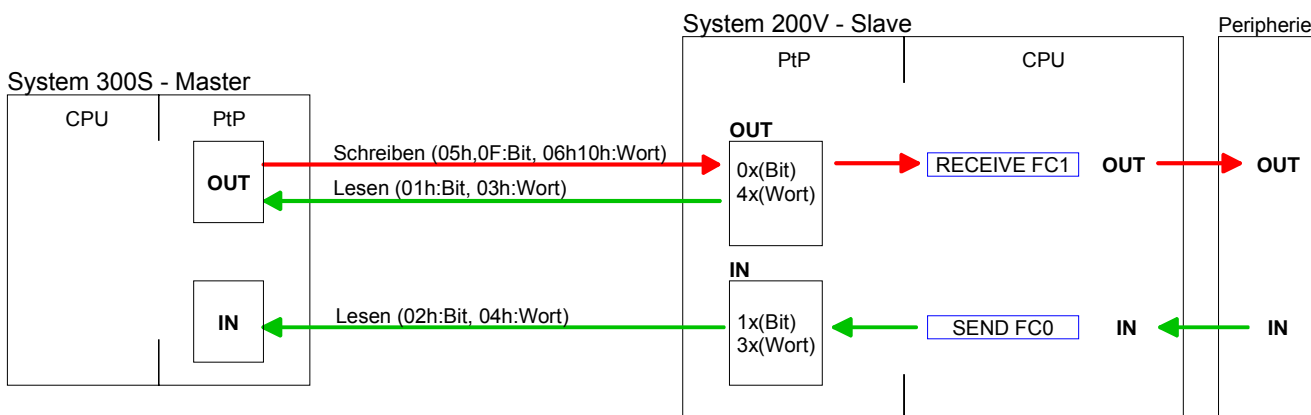 System 200V - Slave
Peripherie
PtP
CPU
System 300S - Master
CPU
PtP
OUT
Schreiben (05h,0F:Bit, 06h10h:Wort)
Lesen (01h:Bit, 03h:Wort)
OUT
0x(Bit)
4x(Wort)
RECEIVE FC1
OUT
OUT
IN
Lesen (02h:Bit, 04h:Wort)
IN
1x(Bit)
3x(Wort)
SEND FC0
IN
IN